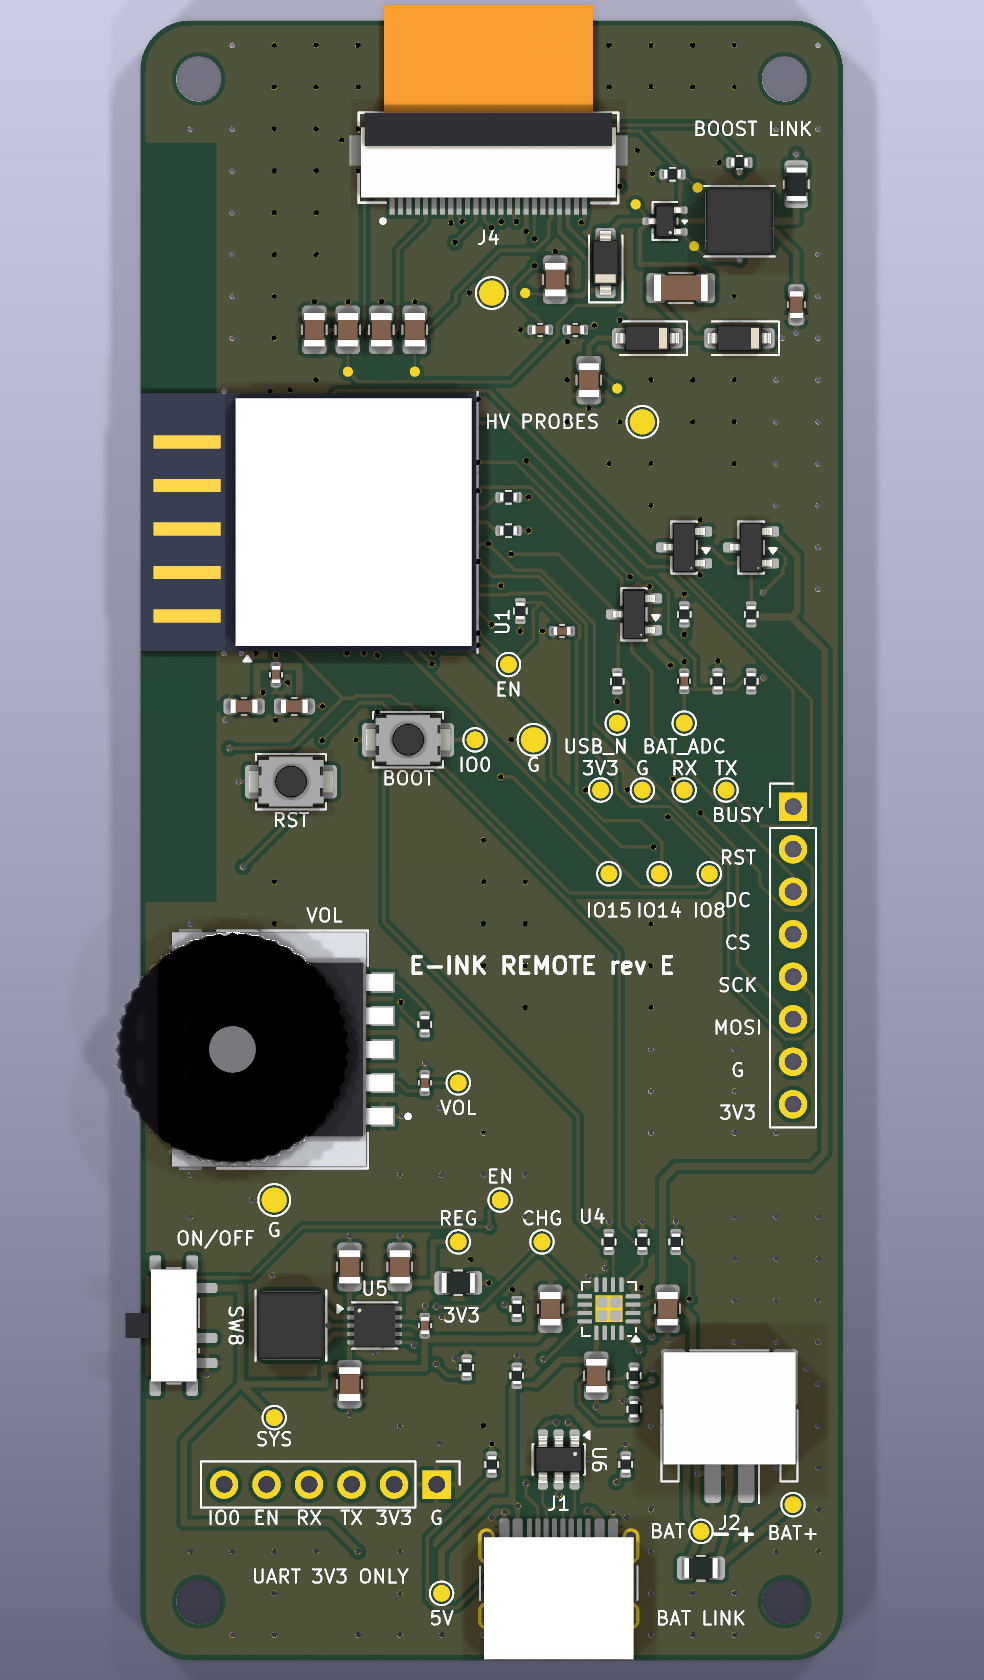 BOOST LINK
J4
HV PROBES
U1
EN
USB_N BAT_ADC
BOOT
IO0
G
3V3 G RX TX
RST
BUSY
RST
DC
IO15 IO14 IO8
VOL
CS
E-INK REMOTE rev E
SCK
MOSI
G
VOL
3V3
EN
G
REG CHG U4
ON/OFF
U5
3V3
SW8
SYS
U6
J1
IO0 EN RX TX 3V3 G
J2
BAT - + BAT+
UART 3V3 ONLY
5V
BAT LINK